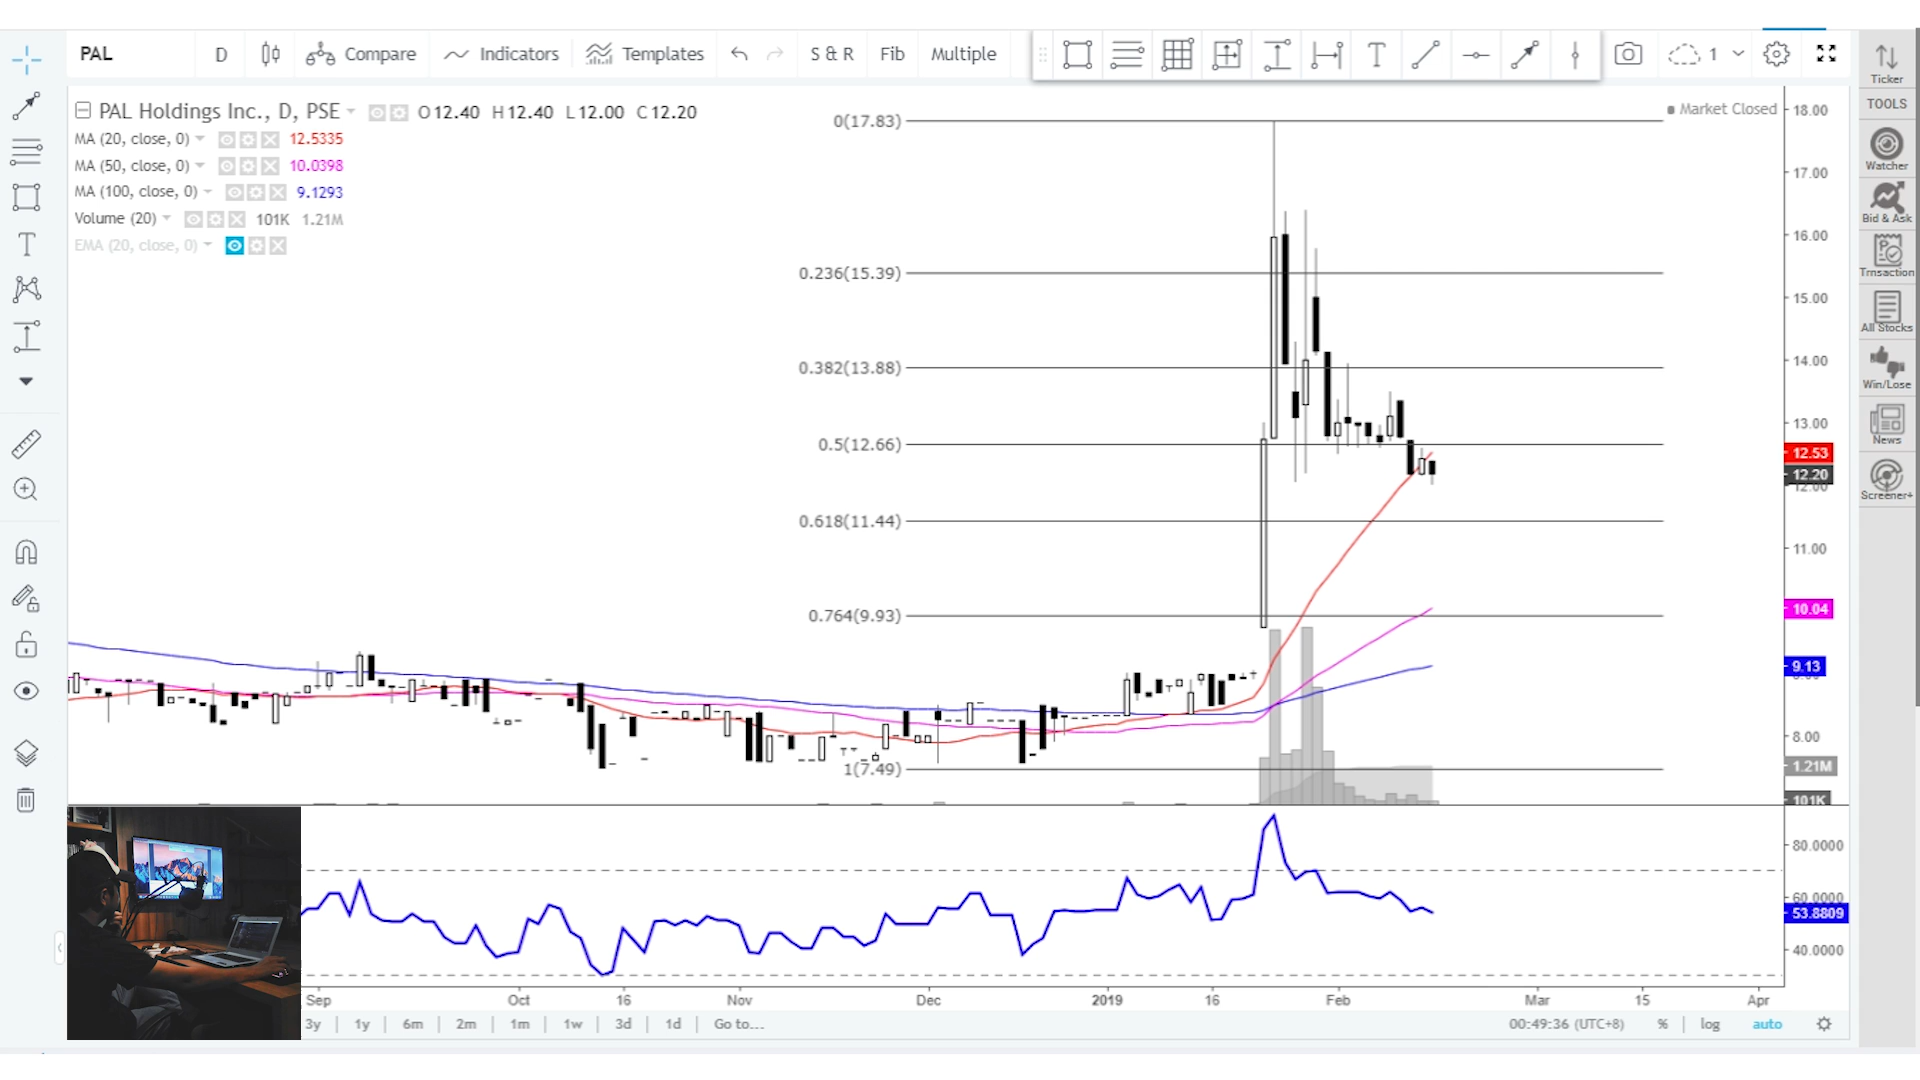 PAL D Compare Indicators Templates S & R Fib Multiple T 1
Ticker
TOOLS
Watcher
Bid & Ask
Trnsaction
All Stocks
Win/Lose
News
Screener+
PAL Holdings Inc., D, PSE O12.40 H12.40 L12.00 C12.20
MA (20, close, 0) 12.5335
MA (50, close, 0) 10.0398
MA (100, close, 0) 9.1293
Volume (20) 101K 1.21M
EMA (20, close, 0)
Market Closed
0(17.83)
0.236(15.39)
0.382(13.88)
0.5(12.66)
0.618(11.44)
0.764(9.93)
1(7.49)
18.00
17.00
16.00
15.00
14.00
13.00
12.53
12.20
12.00
11.00
10.04
9.13
8.00
1.21M
101K
80.0000
60.0000
53.8809
40.0000
Sep Oct 16 Nov Dec 2019 16 Feb Mar 15 Apr
3y 1y 6m 2m 1m 1w 3d 1d Go to... 00:49:36 (UTC+8) % log auto